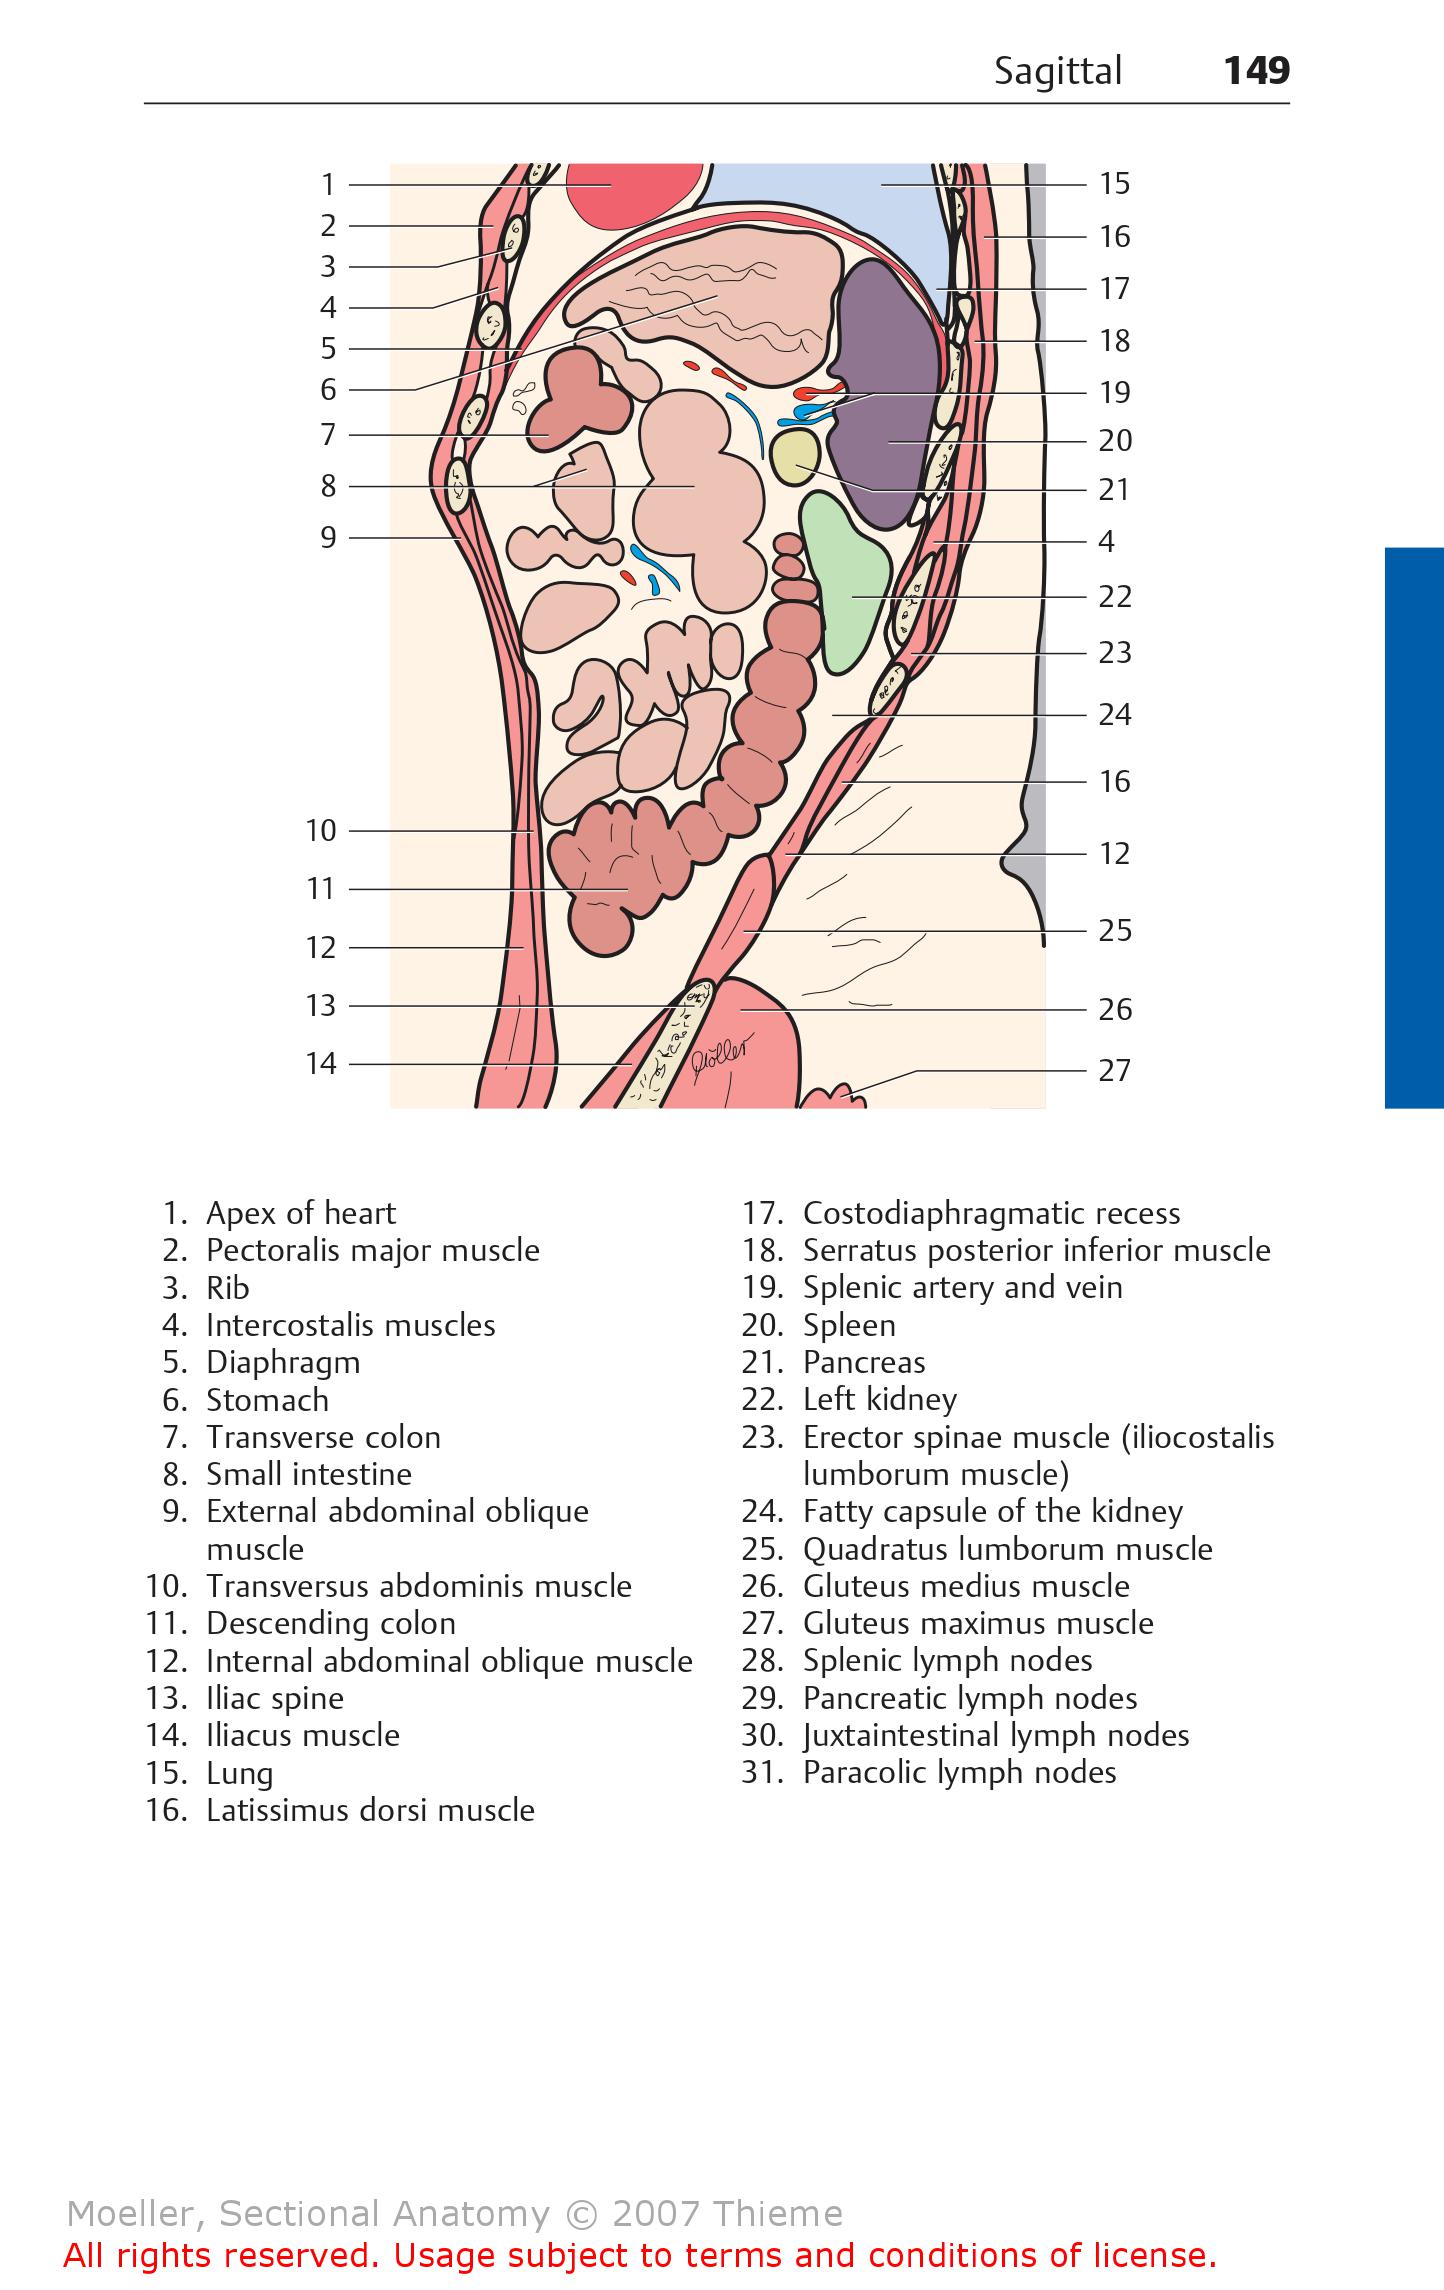 Sagittal 149
1
2
3
4
5
6
7
8
9
10
11
12
13
14
15
16
17
18
19
20
21
4
22
23
24
16
12
25
26
27
Möller
1. Apex of heart
2. Pectoralis major muscle
3. Rib
4. Intercostalis muscles
5. Diaphragm
6. Stomach
7. Transverse colon
8. Small intestine
9. External abdominal oblique
muscle
10. Transversus abdominis muscle
11. Descending colon
12. Internal abdominal oblique muscle
13. Iliac spine
14. Iliacus muscle
15. Lung
16. Latissimus dorsi muscle
17. Costodiaphragmatic recess
18. Serratus posterior inferior muscle
19. Splenic artery and vein
20. Spleen
21. Pancreas
22. Left kidney
23. Erector spinae muscle (iliocostalis
lumborum muscle)
24. Fatty capsule of the kidney
25. Quadratus lumborum muscle
26. Gluteus medius muscle
27. Gluteus maximus muscle
28. Splenic lymph nodes
29. Pancreatic lymph nodes
30. Juxtaintestinal lymph nodes
31. Paracolic lymph nodes
Moeller, Sectional Anatomy © 2007 Thieme
All rights reserved. Usage subject to terms and conditions of license.